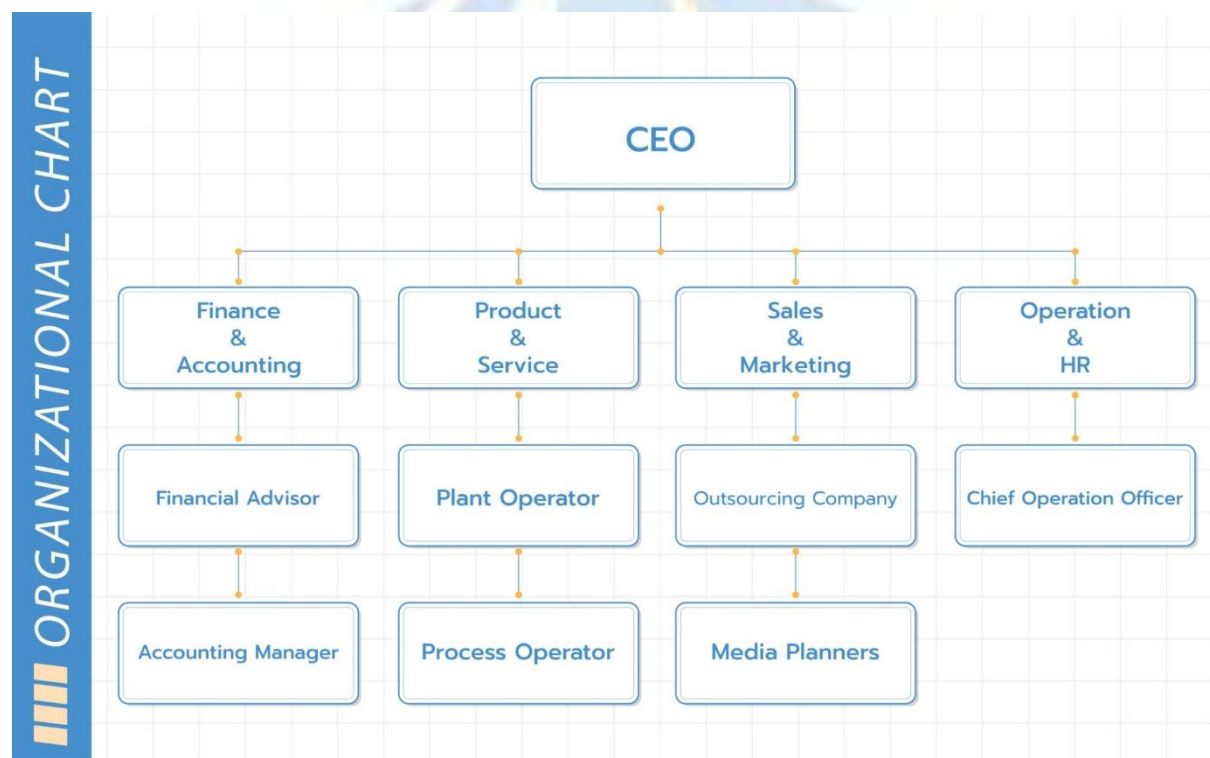 ORGANIZATIONAL CHART
CEO
Finance
&
Accounting
Product
&
Service
Sales
&
Marketing
Operation
&
HR
Financial Advisor
Plant Operator
Outsourcing Company
Chief Operation Officer
Accounting Manager
Process Operator
Media Planners